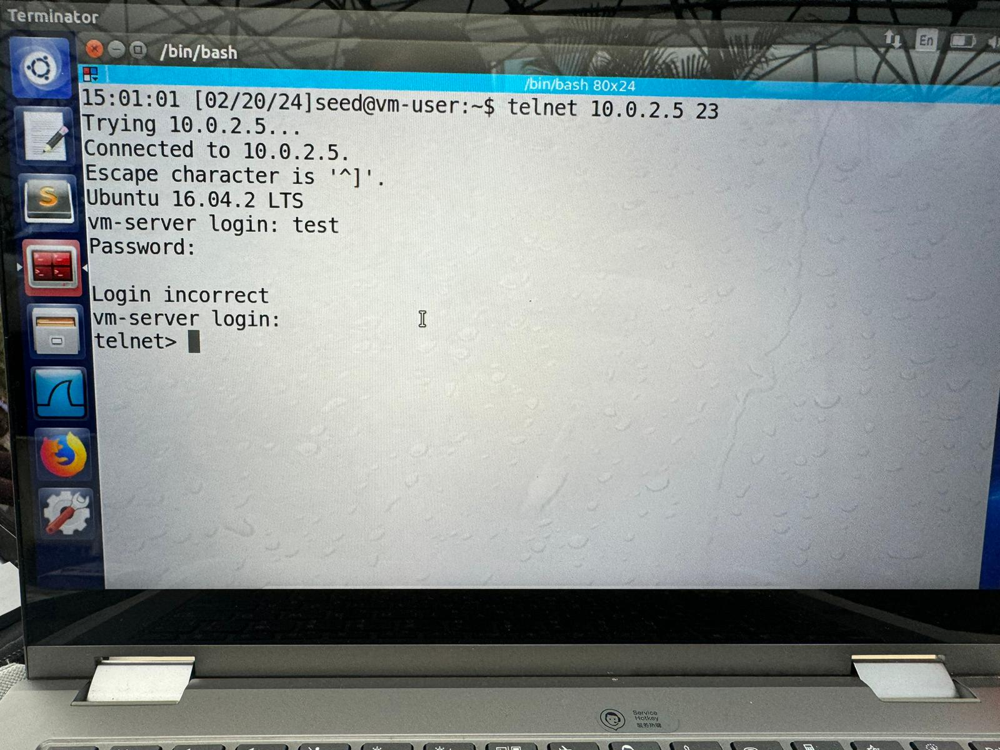 Terminator
En
/bin/bash
/bin/bash 80x24
15:01:01 [02/20/24]seed@vm-user:~$ telnet 10.0.2.5 23
Trying 10.0.2.5...
Connected to 10.0.2.5.
Escape character is '^]'.
Ubuntu 16.04.2 LTS
vm-server login: test
Password:
Login incorrect
vm-server login:
telnet>
S
Service
Hotkey
服务热键